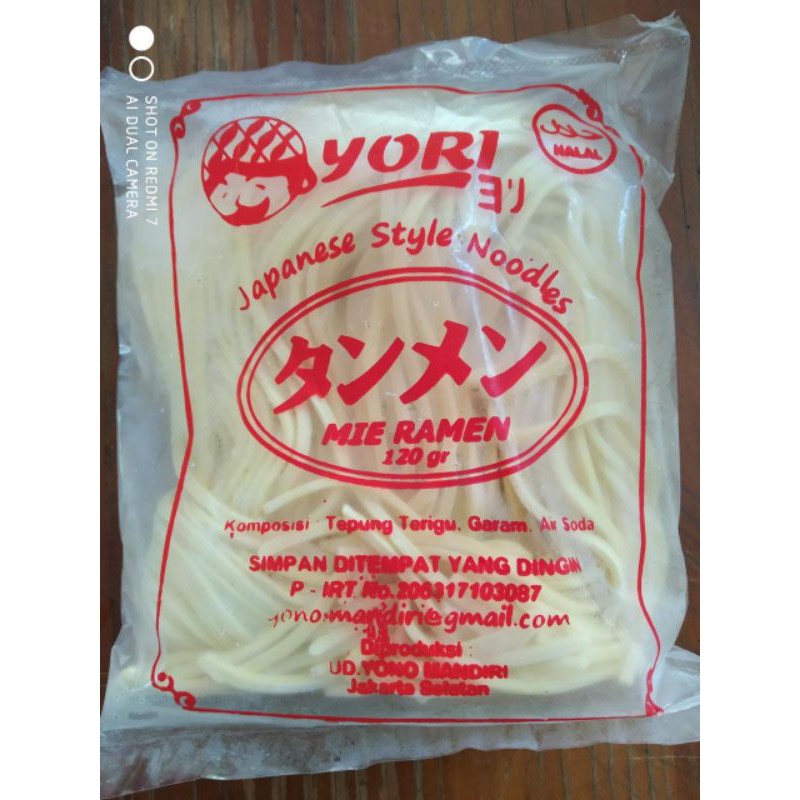 SHOT ON REDMI 7
AI DUAL CAMERA
YORI
ヨリ
حلال
HALAL
Japanese Style Noodles
タンメン
MIE RAMEN
120 gr
Komposisi : Tepung Terigu, Garam, Air Soda
SIMPAN DITEMPAT YANG DINGIN
P - IRT No. 206317103087
yono.mandiri@gmail.com
Diproduksi :
UD. YONO MANDIRI
Jakarta Selatan